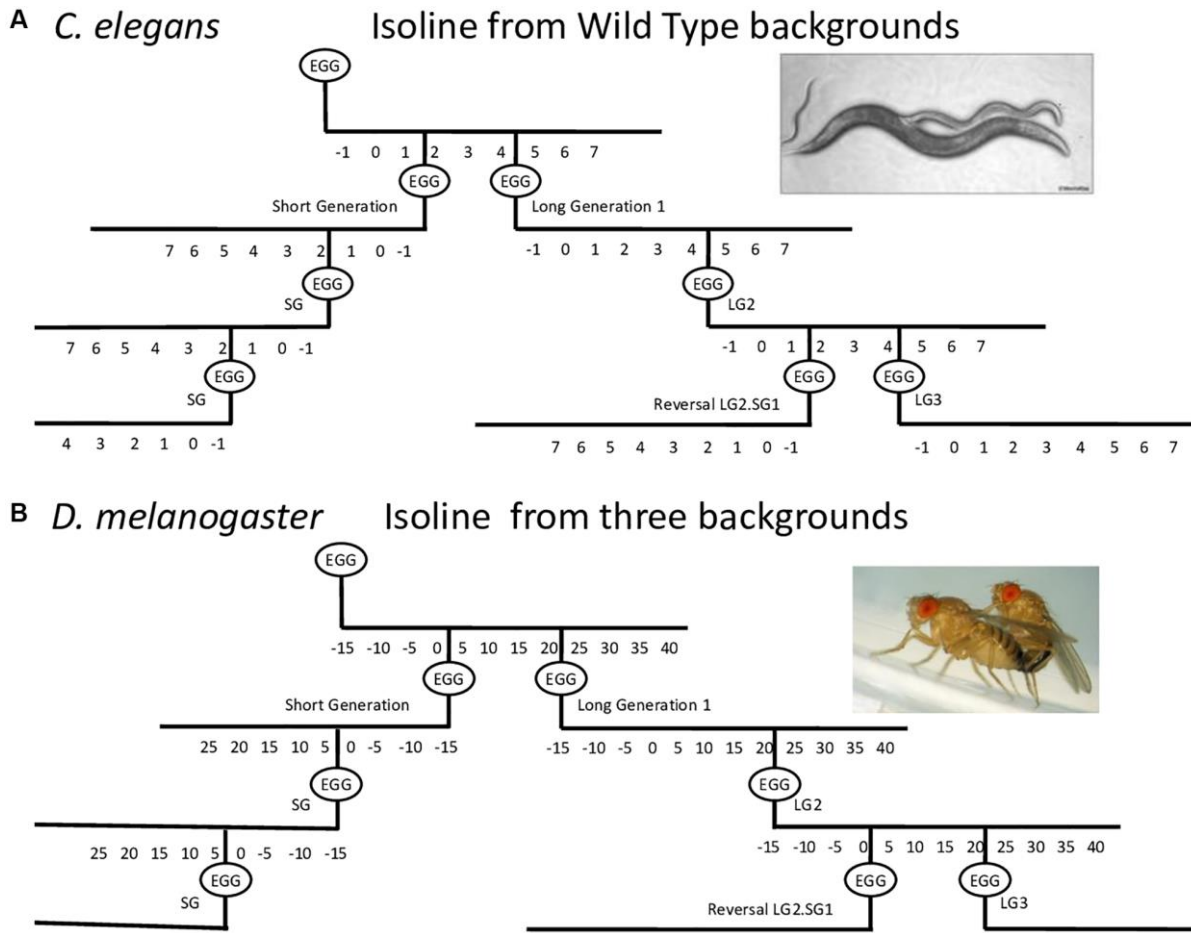 A C. elegans Isoline from Wild Type backgrounds
EGG
-1 0 1 2 3 4 5 6 7
EGG EGG
Short Generation Long Generation 1
7 6 5 4 3 2 1 0 -1 -1 0 1 2 3 4 5 6 7
EGG EGG
SG LG2
7 6 5 4 3 2 1 0 -1 -1 0 1 2 3 4 5 6 7
EGG EGG EGG
SG Reversal LG2.SG1 LG3
4 3 2 1 0 -1 7 6 5 4 3 2 1 0 -1 -1 0 1 2 3 4 5 6 7
B D. melanogaster Isoline from three backgrounds
EGG
-15 -10 -5 0 5 10 15 20 25 30 35 40
EGG EGG
Short Generation Long Generation 1
25 20 15 10 5 0 -5 -10 -15 -15 -10 -5 0 5 10 15 20 25 30 35 40
EGG EGG
SG LG2
25 20 15 10 5 0 -5 -10 -15 -15 -10 -5 0 5 10 15 20 25 30 35 40
EGG EGG EGG
SG Reversal LG2.SG1 LG3